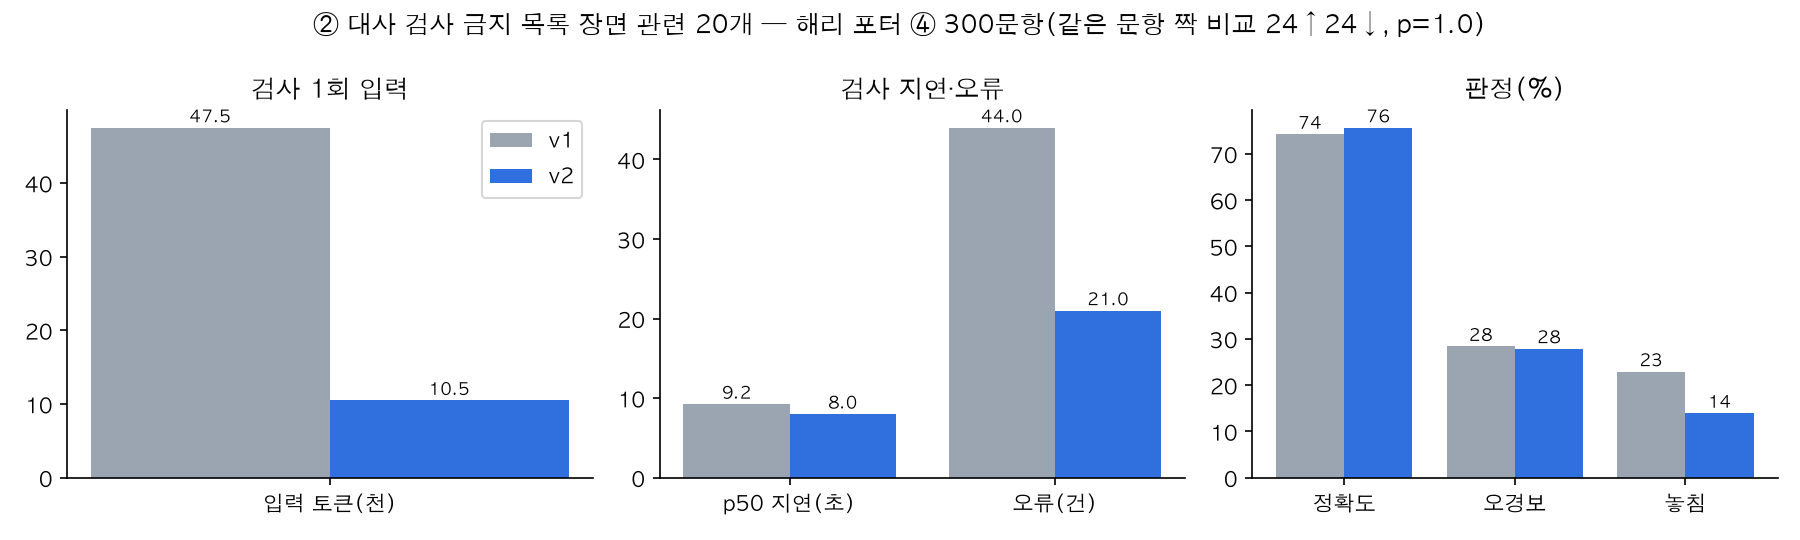 ② 대사 검사 금지 목록 장면 관련 20개 — 해리 포터 ④ 300문항(같은 문항 짝 비교 24↑24↓, p=1.0)
검사 1회 입력
47.5
10.5
v1
v2
40
30
20
10
0
입력 토큰(천)
검사 지연·오류
44.0
21.0
9.2
8.0
40
30
20
10
0
p50 지연(초)
오류(건)
판정(%)
74
76
28
28
23
14
70
60
50
40
30
20
10
0
정확도
오경보
놓침